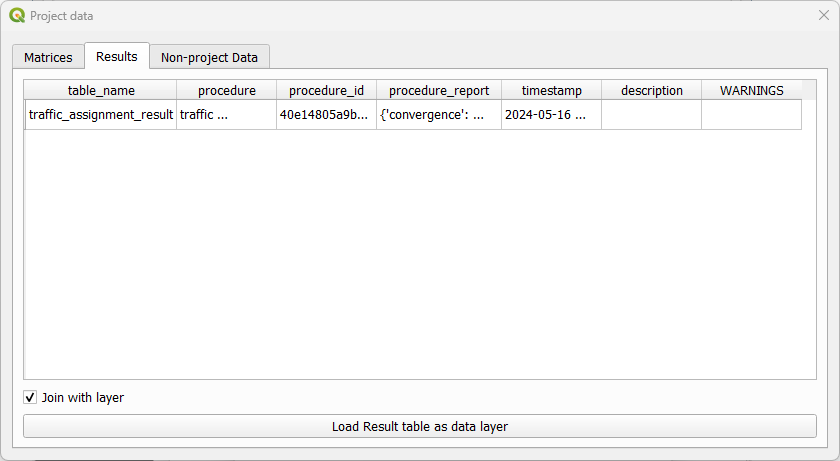 Project data
Matrices Results Non-project Data
table_name procedure procedure_id procedure_report timestamp description WARNINGS
traffic_assignment_result traffic ... 40e14805a9b... {'convergence': ... 2024-05-16 ...
Join with layer
Load Result table as data layer